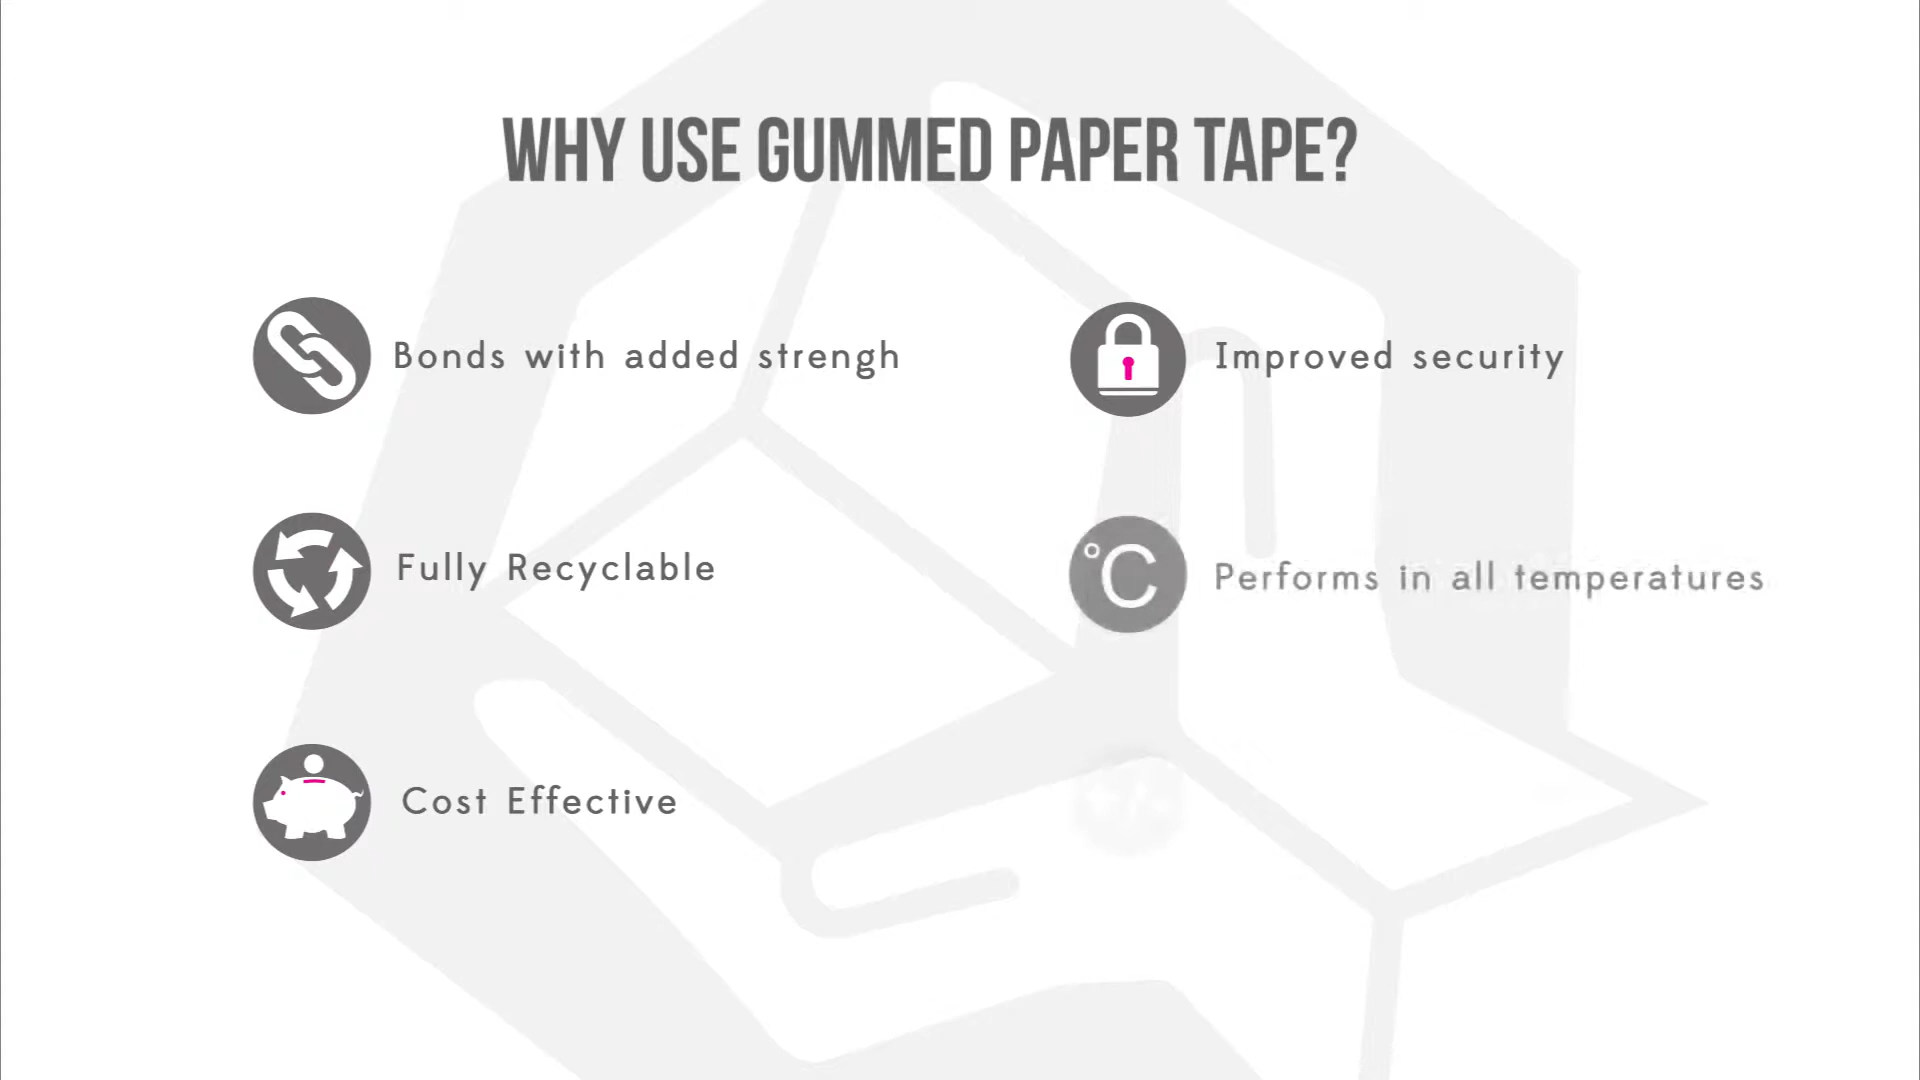 WHY USE GUMMED PAPER TAPE?
Bonds with added strengh
Improved security
Fully Recyclable
°C
Performs in all temperatures
Cost Effective
+/-